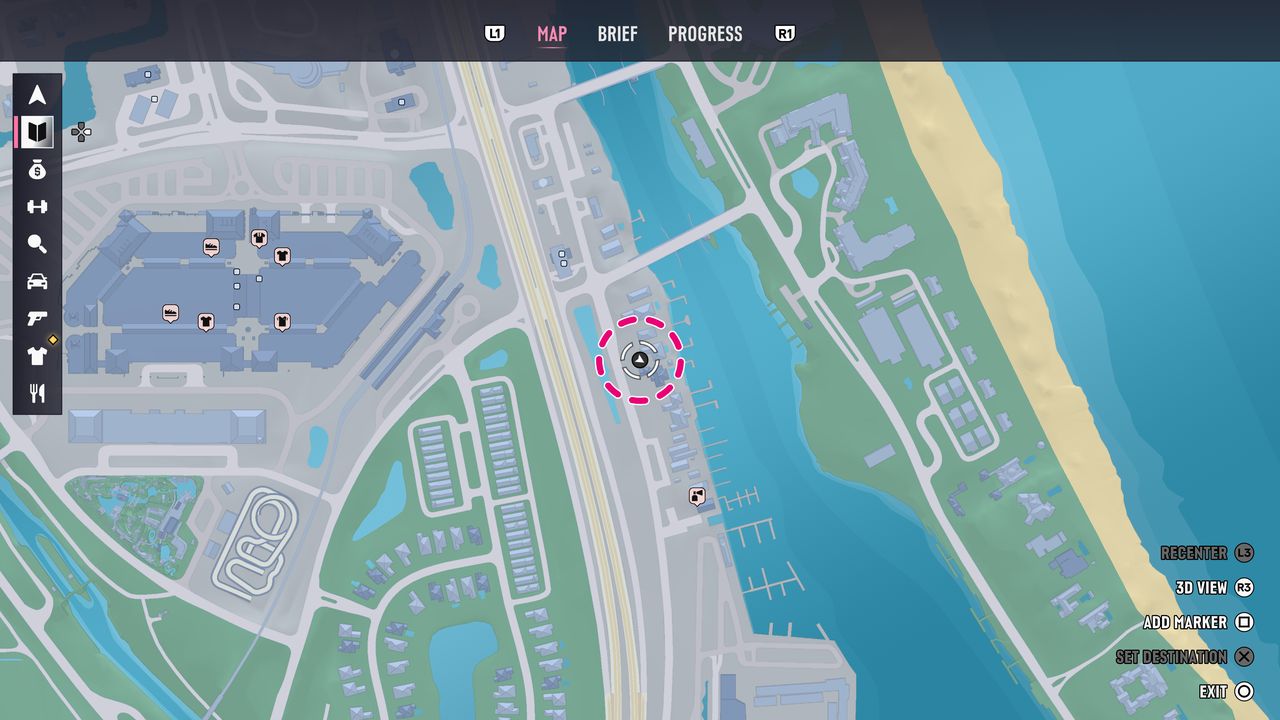 L1 MAP BRIEF PROGRESS R1
RECENTER L3
3D VIEW R3
ADD MARKER
SET DESTINATION
EXIT